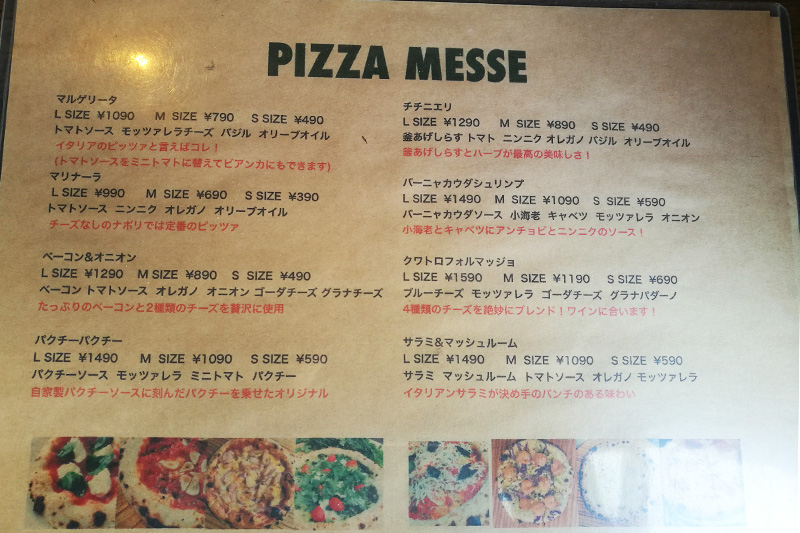 PIZZA MESSE
マルゲリータ
L SIZE ¥1090 M SIZE ¥790 S SIZE ¥490
トマトソース モッツァレラチーズ バジル オリーブオイル
イタリアのピッツァと言えばコレ！
(トマトソースをミニトマトに替えてビアンカにもできます)
マリナーラ
L SIZE ¥990 M SIZE ¥690 S SIZE ¥390
トマトソース ニンニク オレガノ オリーブオイル
チーズなしのナポリでは定番のピッツァ
ベーコン&オニオン
L SIZE ¥1290 M SIZE ¥890 S SIZE ¥490
ベーコン トマトソース オレガノ オニオン ゴーダチーズ グラナチーズ
たっぷりのベーコンと2種類のチーズを贅沢に使用
パクチーパクチー
L SIZE ¥1490 M SIZE ¥1090 S SIZE ¥590
パクチーソース モッツァレラ ミニトマト パクチー
自家製パクチーソースに刻んだパクチーを乗せたオリジナル
チチニエリ
L SIZE ¥1290 M SIZE ¥890 S SIZE ¥490
釜あげしらす トマト ニンニク オレガノ バジル オリーブオイル
釜あげしらすとハーブが最高の美味しさ！
バーニャカウダシュリンプ
L SIZE ¥1490 M SIZE ¥1090 S SIZE ¥590
バーニャカウダソース 小海老 キャベツ モッツァレラ オニオン
小海老とキャベツにアンチョビとニンニクのソース！
クワトロフォルマッジョ
L SIZE ¥1590 M SIZE ¥1190 S SIZE ¥690
ブルーチーズ モッツァレラ ゴーダチーズ グラナパダーノ
4種類のチーズを絶妙にブレンド！ワインに合います！
サラミ&マッシュルーム
L SIZE ¥1490 M SIZE ¥1090 S SIZE ¥590
サラミ マッシュルーム トマトソース オレガノ モッツァレラ
イタリアンサラミが決め手のパンチのある味わい